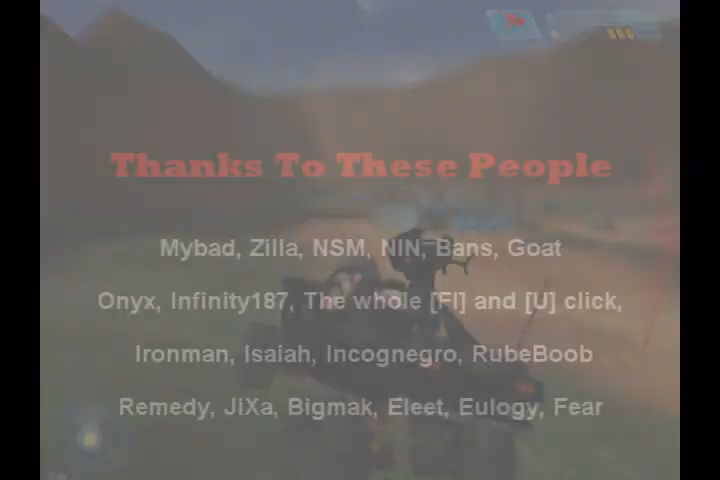 Thanks To These People
Mybad, Zilla, NSM, NIN, Bans, Goat
Onyx, Infinity187, The whole [FI] and [U] click,
Ironman, Isaiah, Incognegro, RubeBoob
Remedy, JiXa, Bigmak, Eleet, Eulogy, Fear